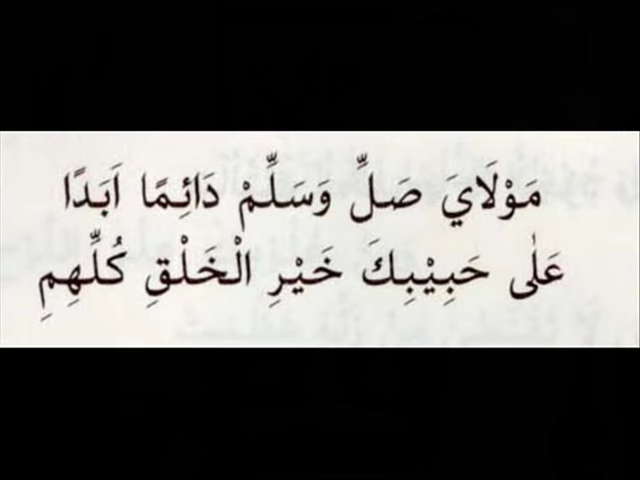 مَوْلَايَ صَلِّ وَسَلِّمْ دَائِمًا اَبَدًا
عَلٰى حَبِيْبِكَ خَيْرِ الْخَلْقِ كُلِّهِمِ